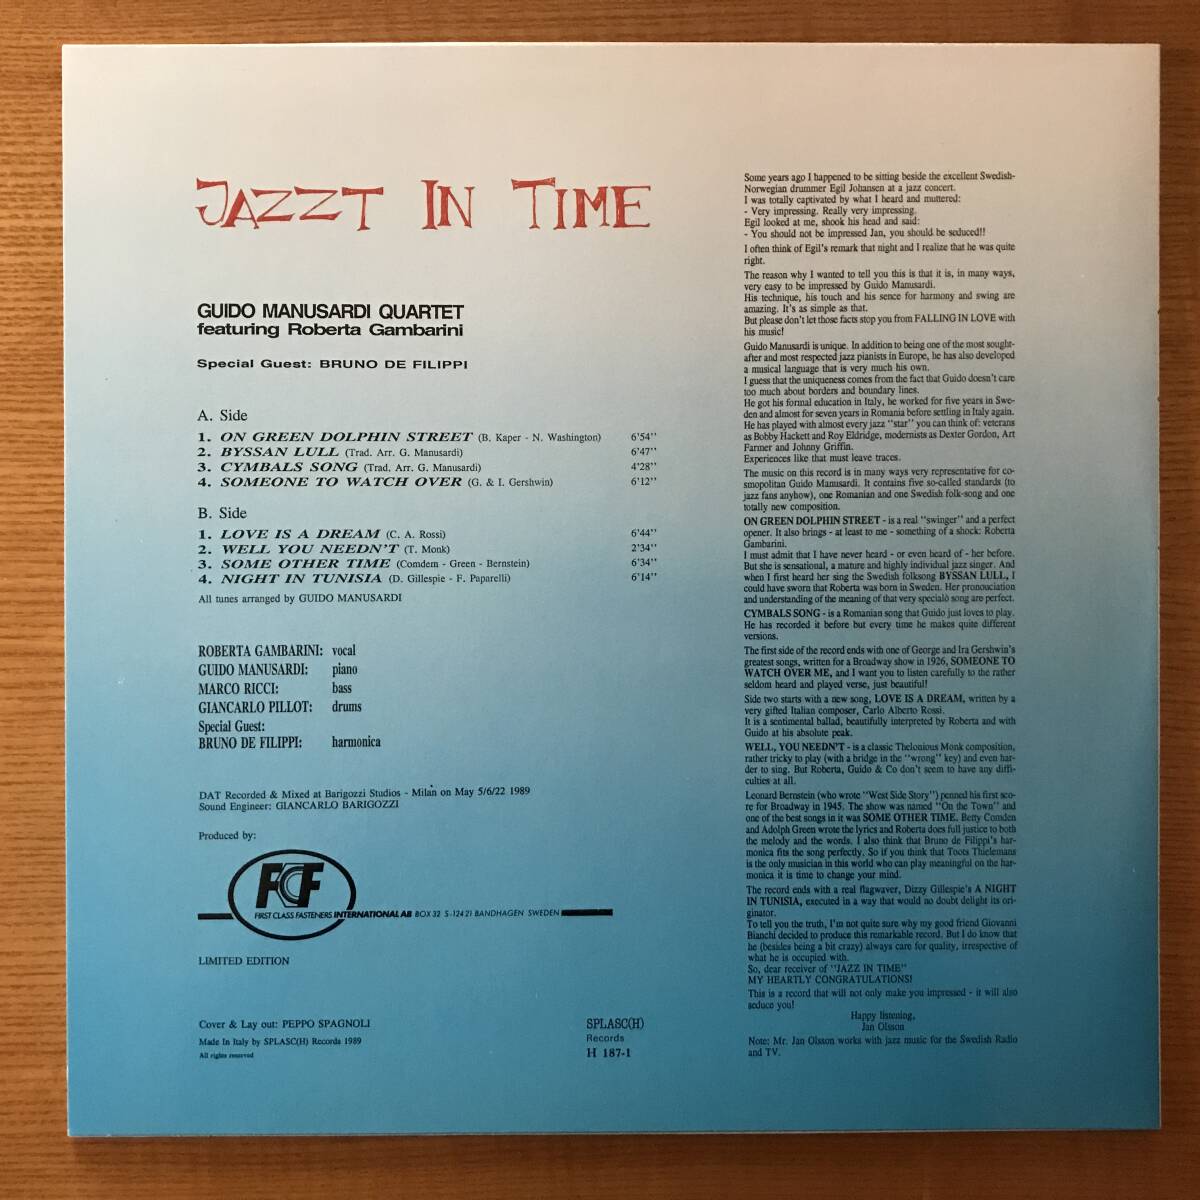 JAZZT IN TIME
GUIDO MANUSARDI QUARTET
featuring Roberta Gambarini
Special Guest: BRUNO DE FILIPPI
A. Side
1. ON GREEN DOLPHIN STREET (B. Kaper - N. Washington) 6'54''
2. BYSSAN LULL (Trad. Arr. G. Manusardi) 6'47''
3. CYMBALS SONG (Trad. Arr. G. Manusardi) 4'28''
4. SOMEONE TO WATCH OVER (G. & I. Gershwin) 6'12''
B. Side
1. LOVE IS A DREAM (C. A. Rossi) 6'44''
2. WELL YOU NEEDN'T (T. Monk) 2'34''
3. SOME OTHER TIME (Comdem - Green - Bernstein) 6'34''
4. NIGHT IN TUNISIA (D. Gillespie - F. Paparelli) 6'14''
All tunes arranged by GUIDO MANUSARDI
ROBERTA GAMBARINI: vocal
GUIDO MANUSARDI: piano
MARCO RICCI: bass
GIANCARLO PILLOT: drums
Special Guest:
BRUNO DE FILIPPI: harmonica
DAT Recorded & Mixed at Barigozzi Studios - Milan on May 5/6/22 1989
Sound Engineer: GIANCARLO BARIGOZZI
Produced by:
FCF
FIRST CLASS FASTENERS INTERNATIONAL AB BOX 32 S-124 21 BANDHAGEN SWEDEN
LIMITED EDITION
Cover & Lay out: PEPPO SPAGNOLI
Made In Italy by SPLASC(H) Records 1989
All rights reserved
SPLASC(H)
Records
H 187-1
Some years ago I happened to be sitting beside the excellent Swedish-
Norwegian drummer Egil Johansen at a jazz concert.
I was totally captivated by what I heard and muttered:
- Very impressing. Really very impressing.
Egil looked at me, shook his head and said:
- You should not be impressed Jan, you should be seduced!!
I often think of Egil's remark that night and I realize that he was quite
right.
The reason why I wanted to tell you this is that it is, in many ways,
very easy to be impressed by Guido Manusardi.
His technique, his touch and his sence for harmony and swing are
amazing. It's as simple as that.
But please don't let those facts stop you from FALLING IN LOVE with
his music!
Guido Manusardi is unique. In addition to being one of the most sought-
after and most respected jazz pianists in Europe, he has also developed
a musical language that is very much his own.
I guess that the uniqueness comes from the fact that Guido doesn't care
too much about borders and boundary lines.
He got his formal education in Italy, he worked for five years in Swe-
den and almost for seven years in Romania before settling in Italy again.
He has played with almost every jazz "star" you can think of: veterans
as Bobby Hackett and Roy Eldridge, modernists as Dexter Gordon, Art
Farmer and Johnny Griffin.
Experiences like that must leave traces.
The music on this record is in many ways very representative for co-
smopolitan Guido Manusardi. It contains five so-called standards (to
jazz fans anyhow), one Romanian and one Swedish folk-song and one
totally new composition.
ON GREEN DOLPHIN STREET - is a real "swinger" and a perfect
opener. It also brings - at least to me - something of a shock: Roberta
Gambarini.
I must admit that I have never heard - or even heard of - her before.
But she is sensational, a mature and highly individual jazz singer. And
when I first heard her sing the Swedish folksong BYSSAN LULL, I
could have sworn that Roberta was born in Sweden. Her pronouciation
and understanding of the meaning of that very specialò song are perfect.
CYMBALS SONG - is a Romanian song that Guido just loves to play.
He has recorded it before but every time he makes quite different
versions.
The first side of the record ends with one of George and Ira Gershwin's
greatest songs, written for a Broadway show in 1926, SOMEONE TO
WATCH OVER ME, and I want you to listen carefully to the rather
seldom heard and played verse, just beautiful!
Side two starts with a new song, LOVE IS A DREAM, written by a
very gifted Italian composer, Carlo Alberto Rossi.
It is a sentimental ballad, beautifully interpreted by Roberta and with
Guido at his absolute peak.
WELL, YOU NEEDN'T - is a classic Thelonious Monk composition,
rather tricky to play (with a bridge in the "wrong" key) and even har-
der to sing. But Roberta, Guido & Co don't seem to have any diffi-
culties at all.
Leonard Bernstein (who wrote "West Side Story") penned his first sco-
re for Broadway in 1945. The show was named "On the Town" and
one of the best songs in it was SOME OTHER TIME. Betty Comden
and Adolph Green wrote the lyrics and Roberta does full justice to both
the melody and the words. I also think that Bruno de Filippi's har-
monica fits the song perfectly. So if you think that Toots Thielemans
is the only musician in this world who can play meaningful on the har-
monica it is time to change your mind.
The record ends with a real flagwaver, Dizzy Gillespie's A NIGHT
IN TUNISIA, executed in a way that would no doubt delight its ori-
ginator.
To tell you the truth, I'm not quite sure why my good friend Giovanni
Bianchi decided to produce this remarkable record. But I do know that
he (besides being a bit crazy) always care for quality, irrespective of
what he is occupied with.
So, dear receiver of "JAZZ IN TIME"
MY HEARTLY CONGRATULATIONS!
This is a record that will not only make you impressed - it will also
seduce you!
Happy listening,
Jan Olsson
Note: Mr. Jan Olsson works with jazz music for the Swedish Radio
and TV.